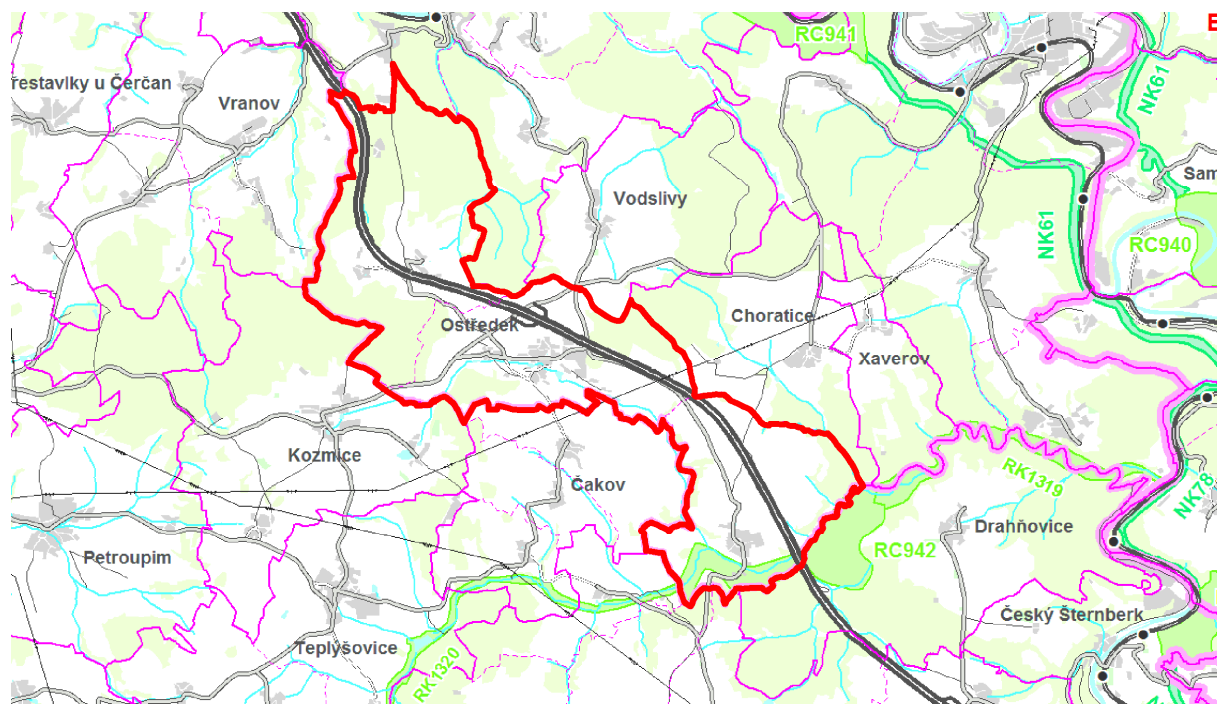 E
RC941
řestavlky u Čerčan
Vranov
NK61
Sam
Vodslivy
NK61
RC940
Ostředek
Choratice
Xaverov
Kozmice
Čakov
RK1319
NK78
Drahňovice
RC942
Petroupim
Český Šternberk
Teplýšovice
RK1320